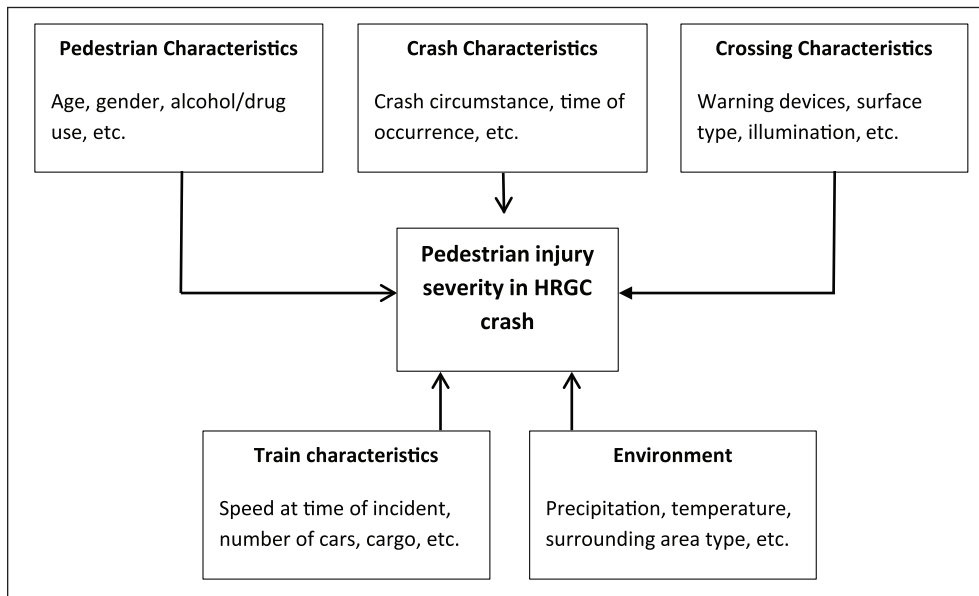 Pedestrian Characteristics
Age, gender, alcohol/drug
use, etc.
Crash Characteristics
Crash circumstance, time of
occurrence, etc.
Crossing Characteristics
Warning devices, surface
type, illumination, etc.
Pedestrian injury
severity in HRGC
crash
Train characteristics
Speed at time of incident,
number of cars, cargo, etc.
Environment
Precipitation, temperature,
surrounding area type, etc.